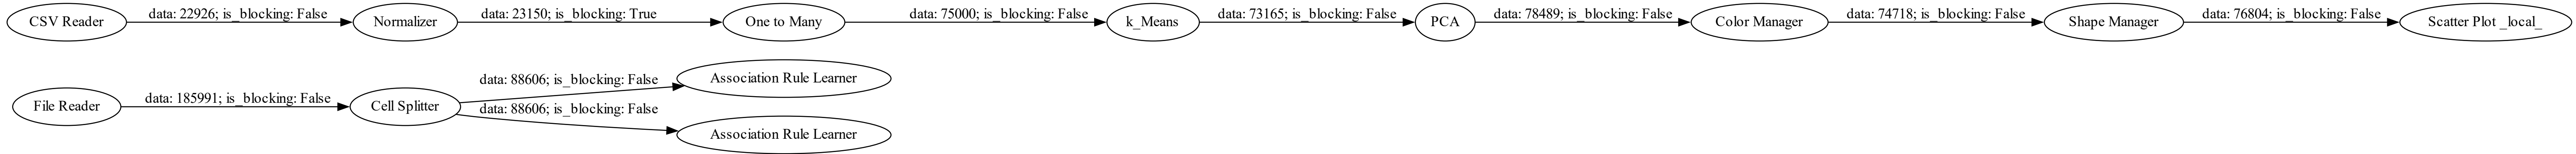 CSV Reader
data: 22926; is_blocking: False
Normalizer
data: 23150; is_blocking: True
One to Many
data: 75000; is_blocking: False
k_Means
data: 73165; is_blocking: False
PCA
data: 78489; is_blocking: False
Color Manager
data: 74718; is_blocking: False
Shape Manager
data: 76804; is_blocking: False
Scatter Plot _local_
File Reader
data: 185991; is_blocking: False
Cell Splitter
data: 88606; is_blocking: False
Association Rule Learner
data: 88606; is_blocking: False
Association Rule Learner